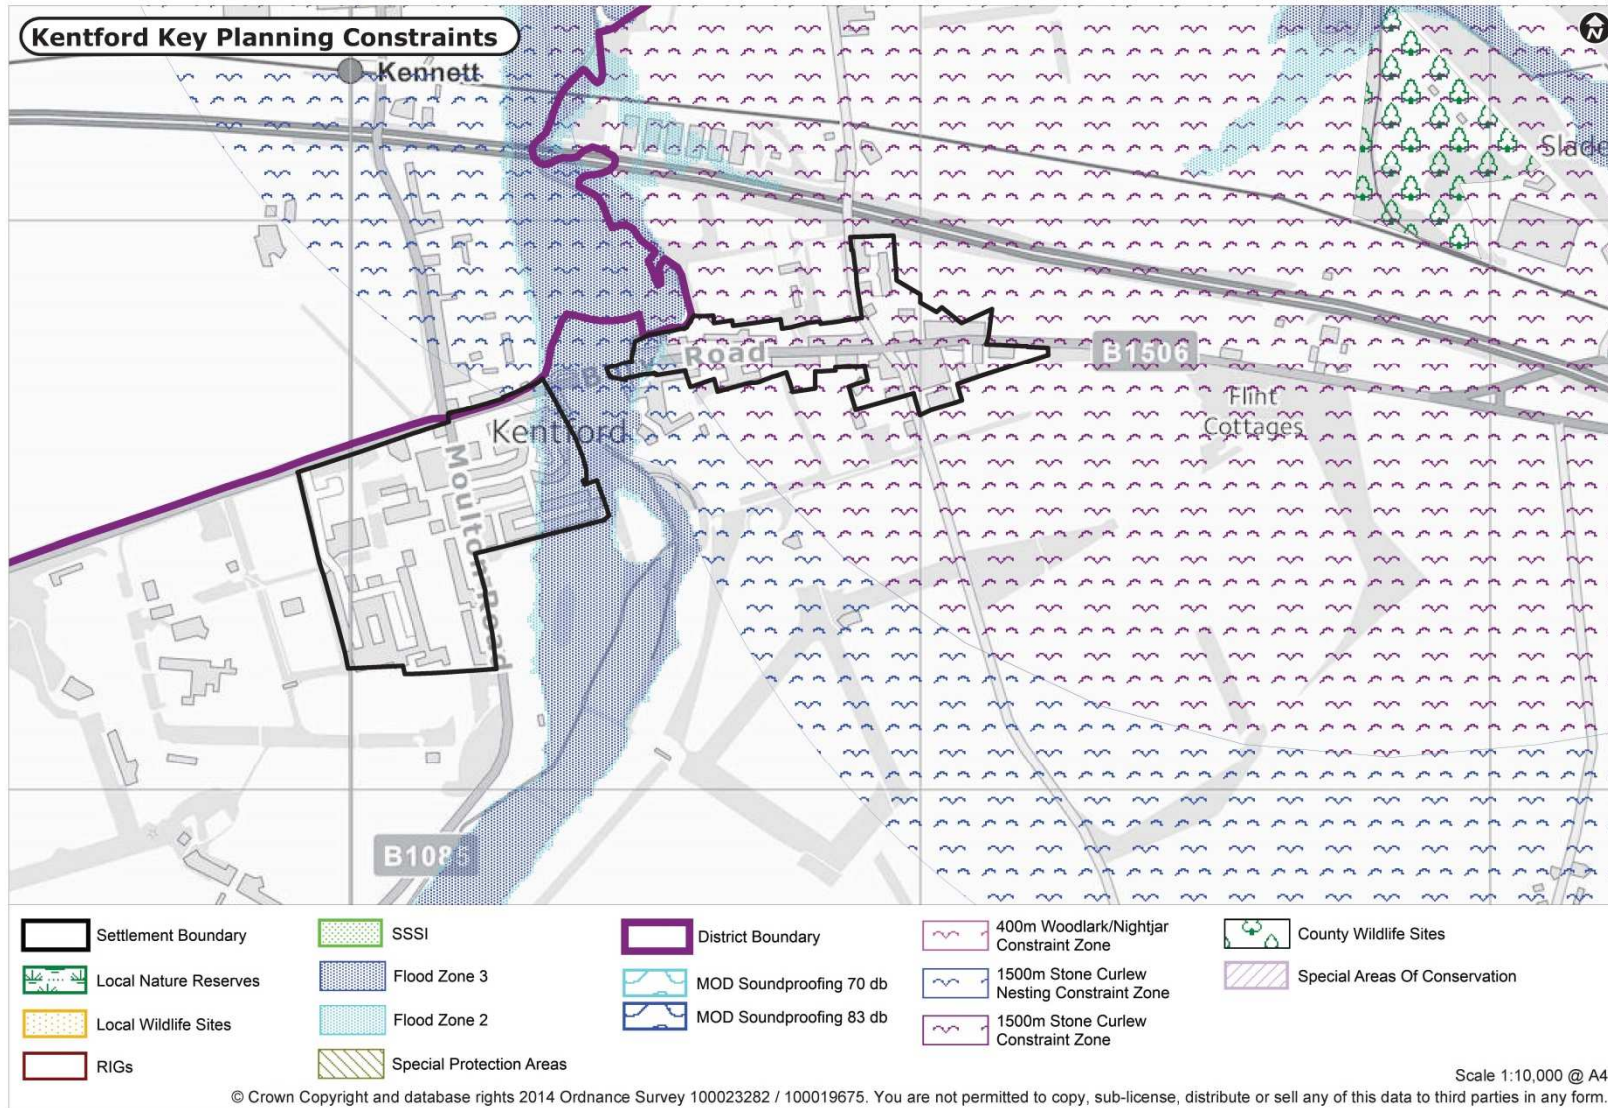 Kentford Key Planning Constraints
N
Kennett
Slade
Road
B1506
Flint
Cottages
Kentford
Moulton Road
B1085
Settlement Boundary
Local Nature Reserves
Local Wildlife Sites
RIGs
SSSI
Flood Zone 3
Flood Zone 2
Special Protection Areas
District Boundary
MOD Soundproofing 70 db
MOD Soundproofing 83 db
400m Woodlark/Nightjar
Constraint Zone
1500m Stone Curlew
Nesting Constraint Zone
1500m Stone Curlew
Constraint Zone
County Wildlife Sites
Special Areas Of Conservation
Scale 1:10,000 @ A4
© Crown Copyright and database rights 2014 Ordnance Survey 100023282 / 100019675. You are not permitted to copy, sub-license, distribute or sell any of this data to third parties in any form.